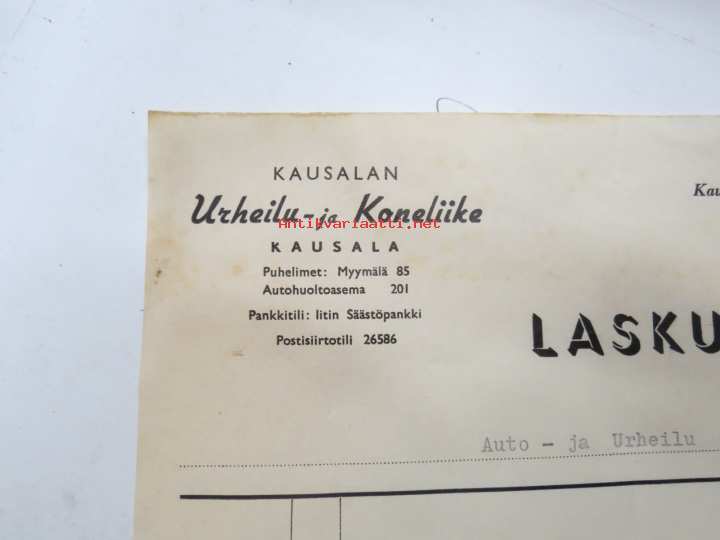 KAUSALAN
Urheilu- ja Koneliike
Antikvariaatti.net
KAUSALA
Puhelimet: Myymälä 85
Autohuoltoasema 201
Pankkitili: Iitin Säästöpankki
Postisiirtotili 26586
Kau
LASKU
Auto - ja Urheilu